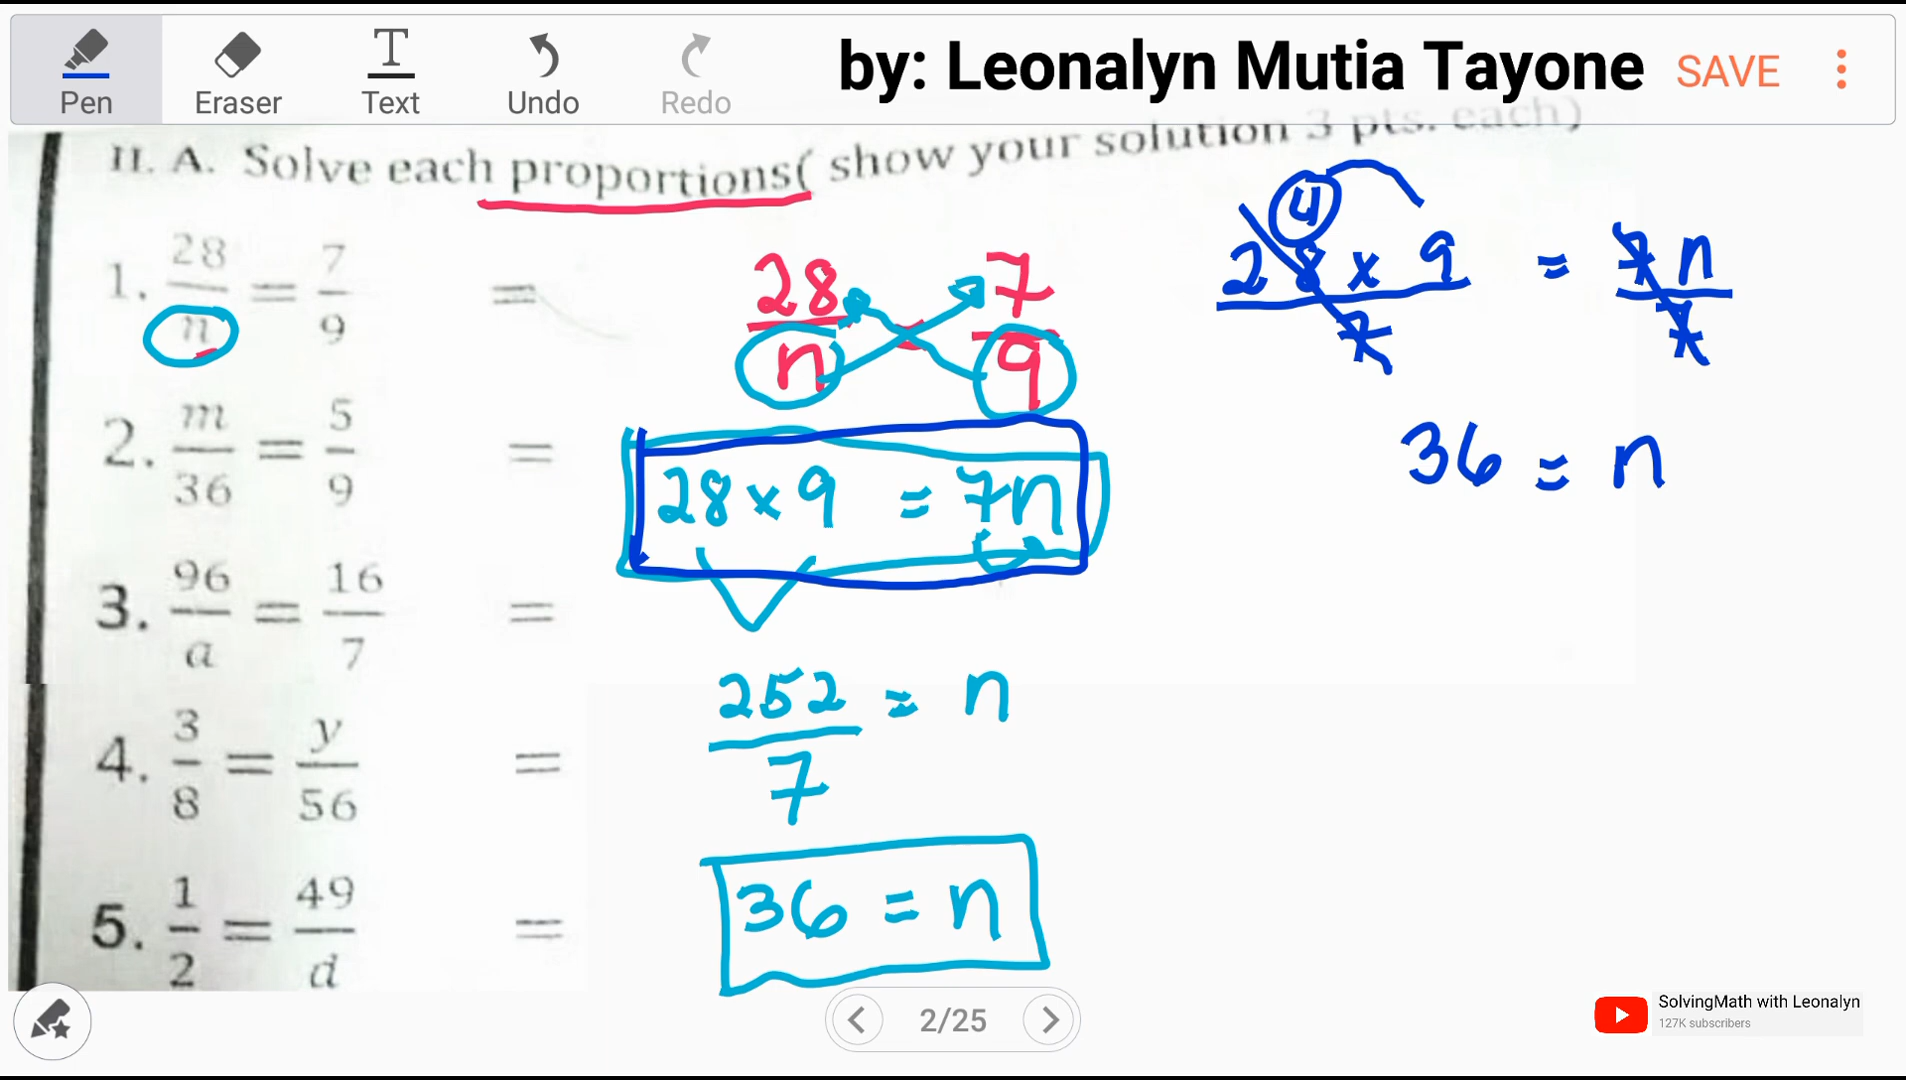 Pen Eraser Text Undo Redo by: Leonalyn Mutia Tayone SAVE
II. A. Solve each proportions( show your solution 3 pts. each)
1. 28/n = 7/9 =
2. m/36 = 5/9 =
3. 96/a = 16/7 =
4. 3/8 = y/56 =
5. 1/2 = 49/d =
28/n = 7/9
28 x 9 = 7n
252/7 = n
36 = n
4
28 x 9 / 7 = 7n / 7
36 = n
2/25
SolvingMath with Leonalyn
127K subscribers